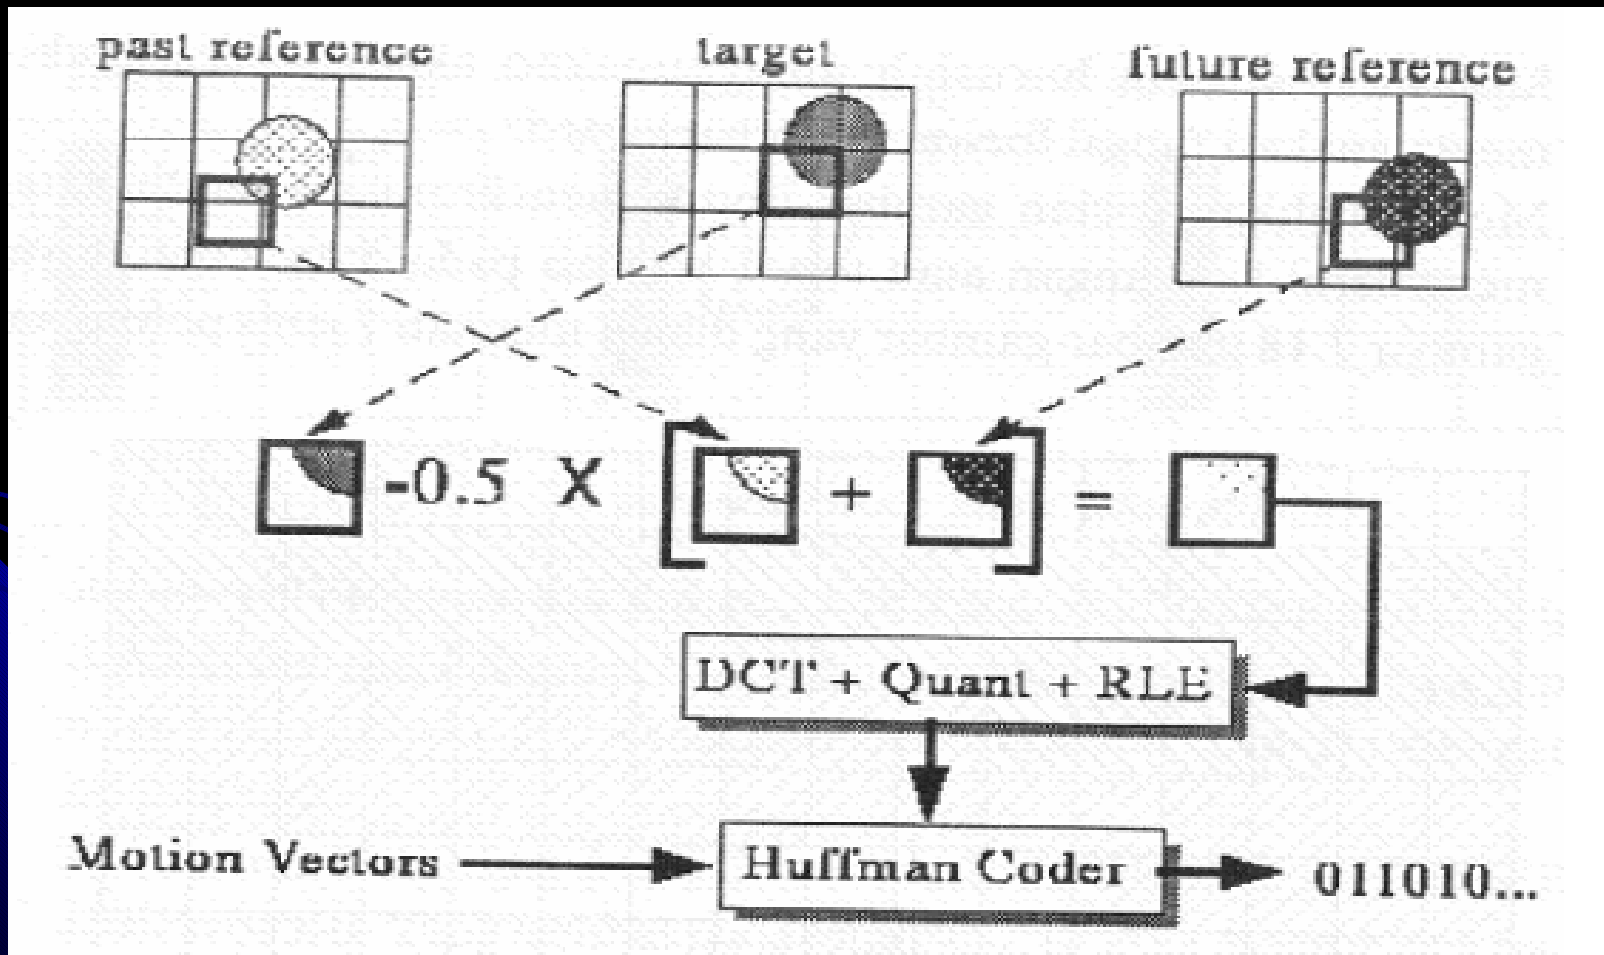 past reference
target
future reference
-0.5 X
+
=
DCT + Quant + RLE
Motion Vectors
Huffman Coder
011010...